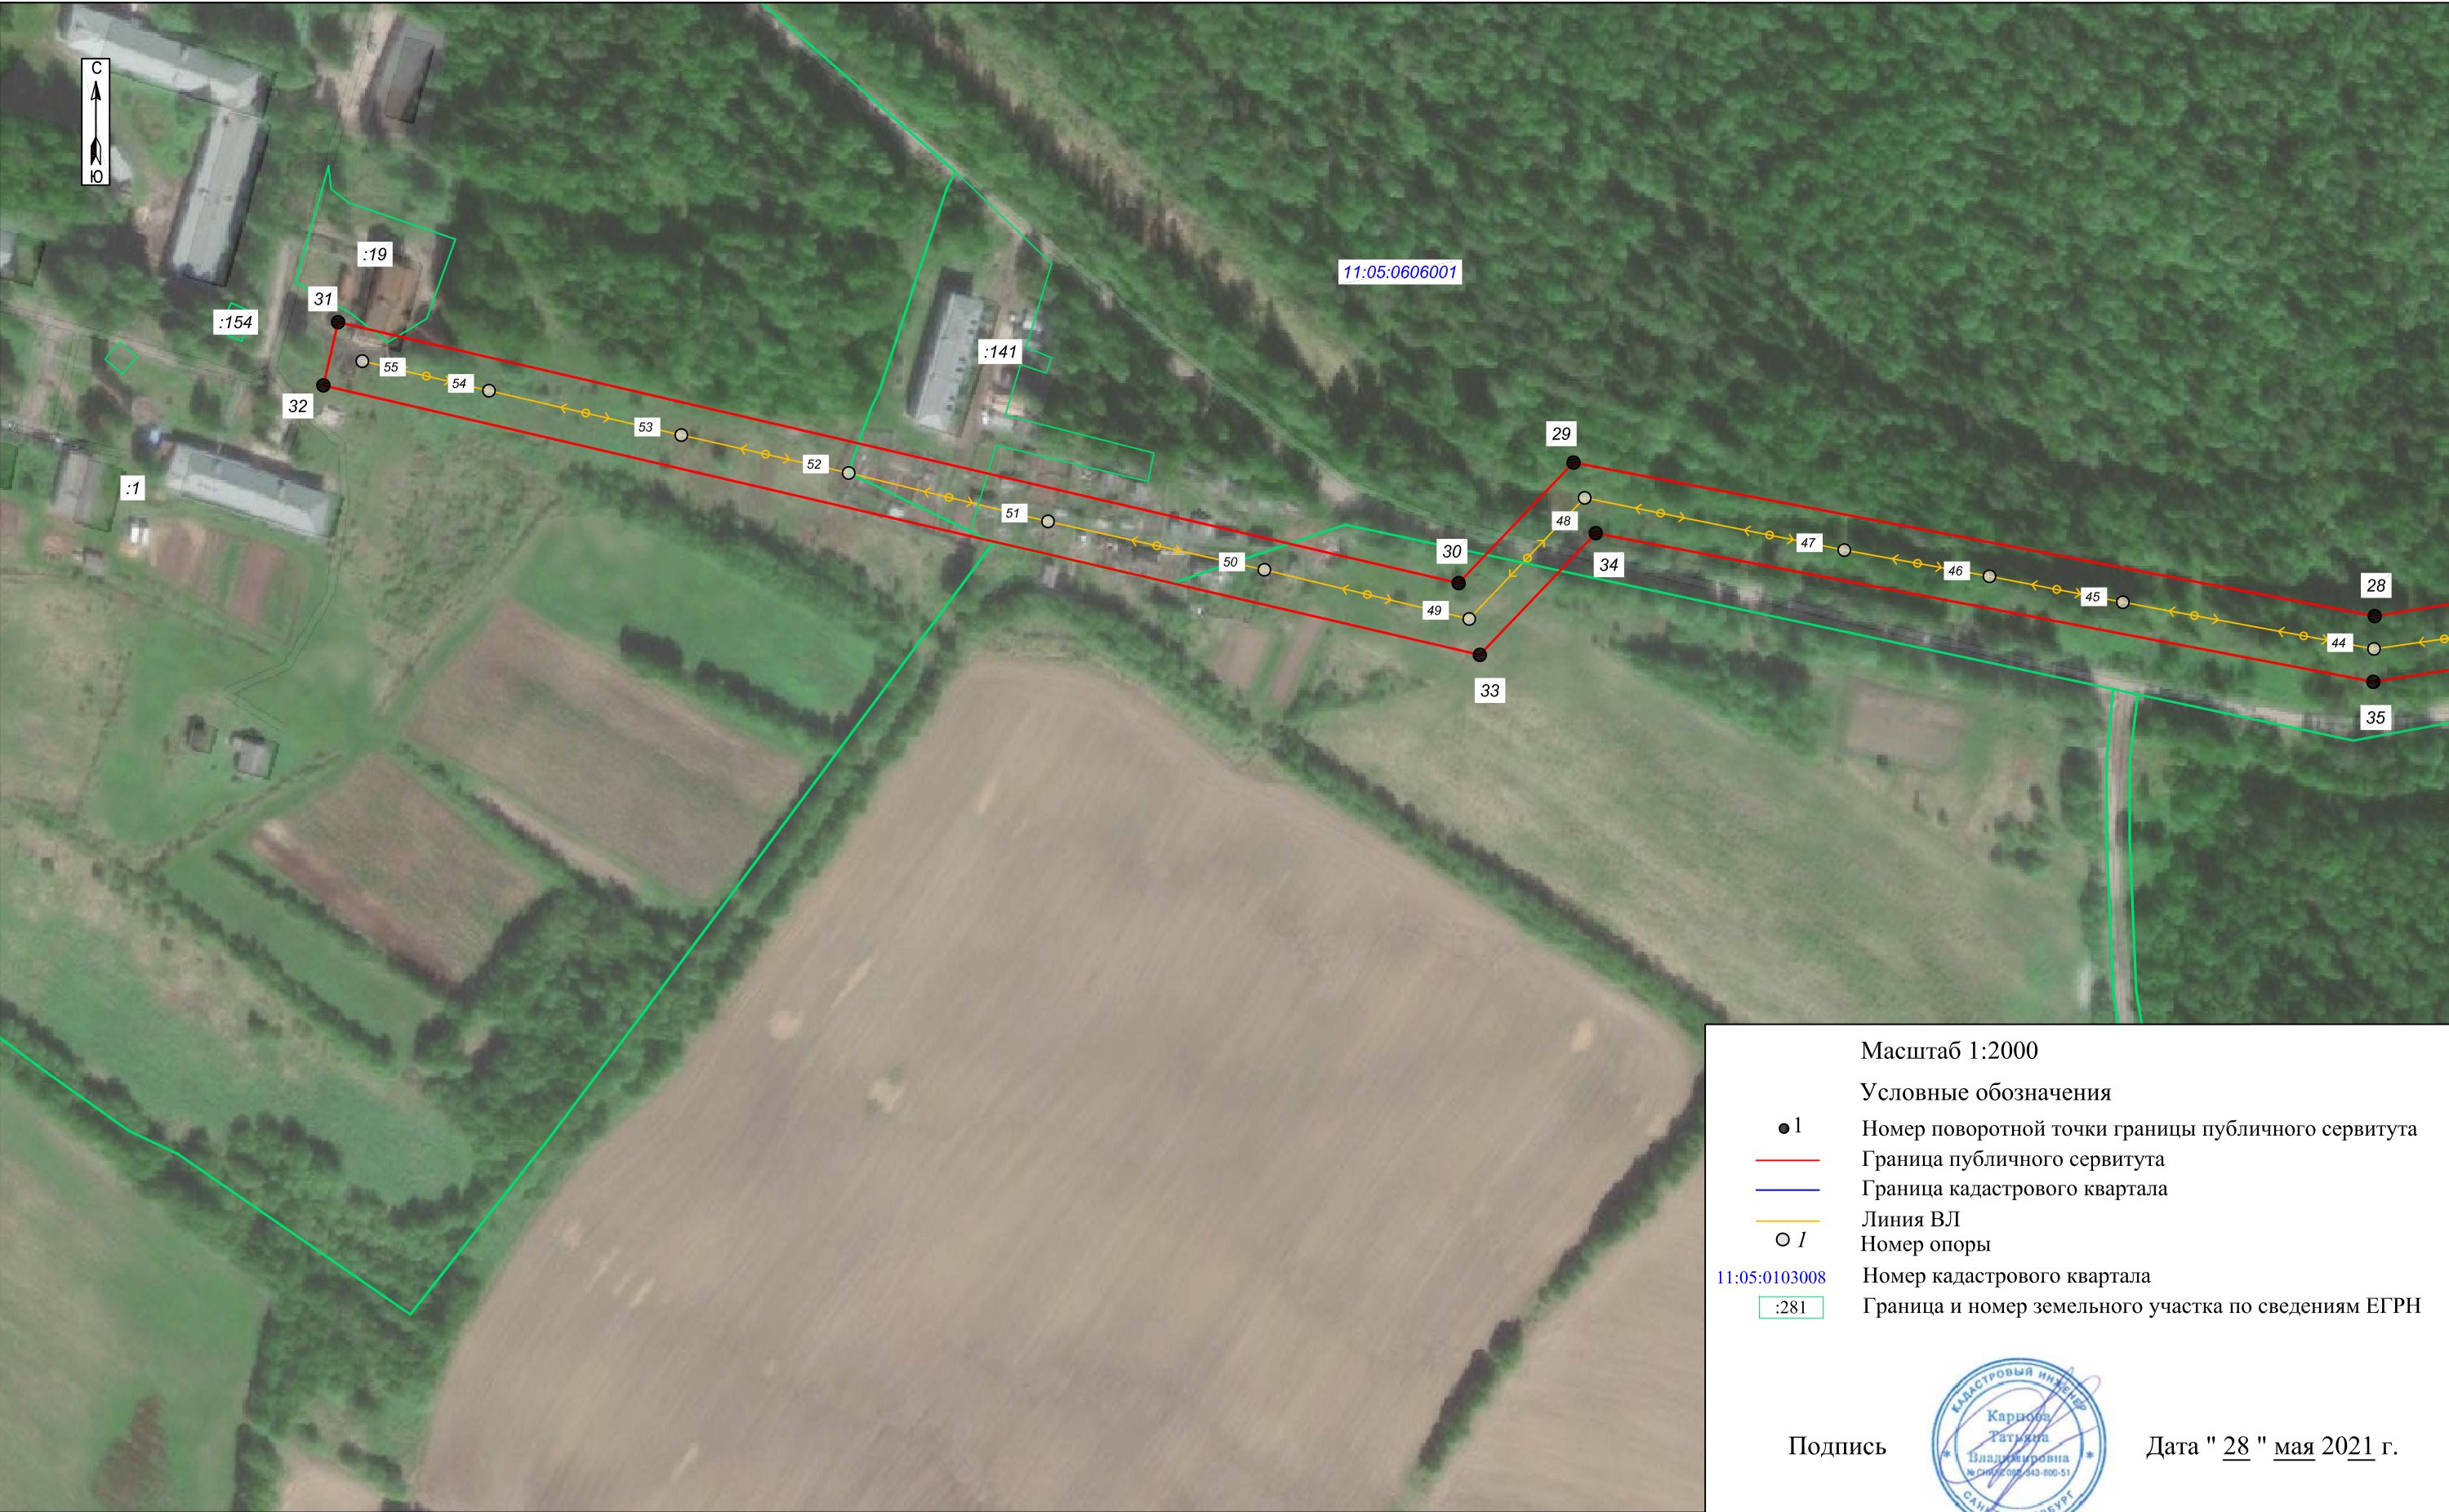 С
Ю
:19
31
:154
55
54
32
53
52
:1
:141
51
50
11:05:0606001
29
48
30
34
49
33
47
46
45
28
44
35
Масштаб 1:2000
Условные обозначения
1 Номер поворотной точки границы публичного сервитута
Граница публичного сервитута
Граница кадастрового квартала
Линия ВЛ
1 Номер опоры
11:05:0103008 Номер кадастрового квартала
:281 Граница и номер земельного участка по сведениям ЕГРН
Подпись
КАДАСТРОВЫЙ ИНЖЕНЕР
Карпова
Татьяна
Владимировна
Дата " 28 " мая 2021 г.